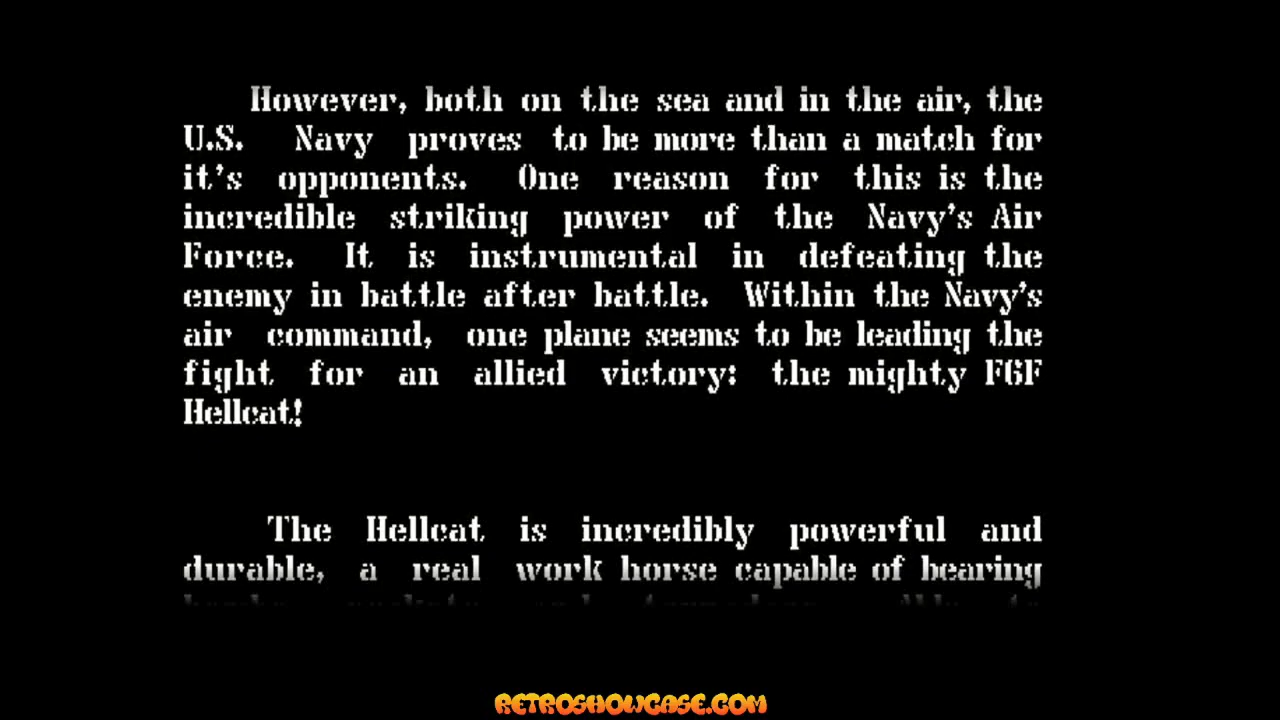 However, both on the sea and in the air, the
U.S. Navy proves to be more than a match for
it's opponents. One reason for this is the
incredible striking power of the Navy's Air
Force. It is instrumental in defeating the
enemy in battle after battle. Within the Navy's
air command, one plane seems to be leading the
fight for an allied victory: the mighty F6F
Hellcat!
The Hellcat is incredibly powerful and
durable, a real work horse capable of bearing
RETROSHOWCASE.COM